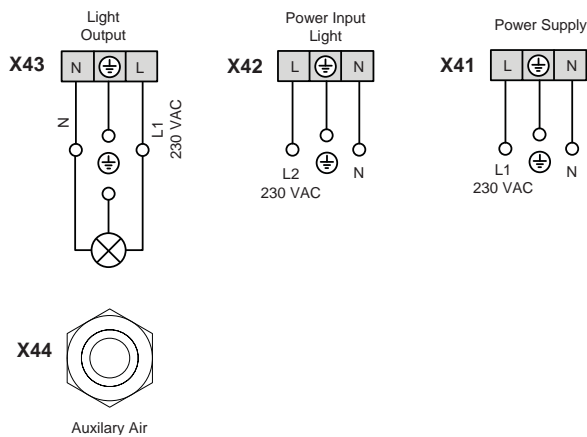 Light
Output
X43
N
L
N
L1
230 VAC
Power Input
Light
X42
L
N
L2
230 VAC
N
Power Supply
X41
L
N
L1
230 VAC
N
X44
Auxilary Air